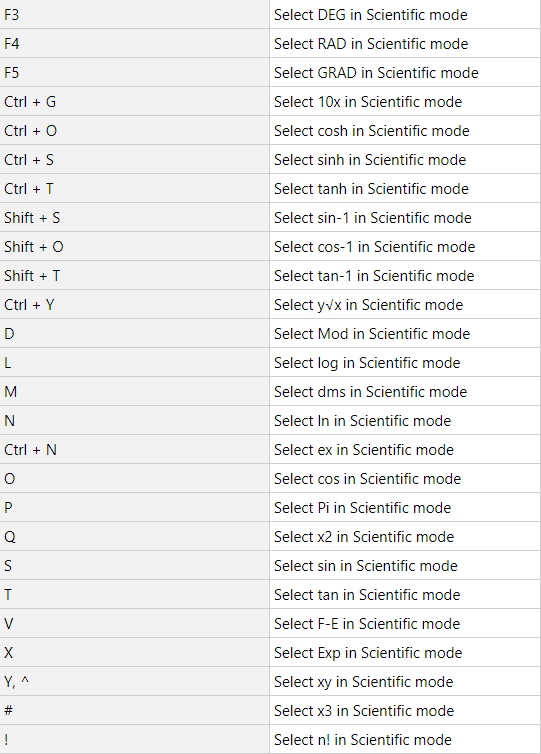 F3 Select DEG in Scientific mode
F4 Select RAD in Scientific mode
F5 Select GRAD in Scientific mode
Ctrl + G Select 10x in Scientific mode
Ctrl + O Select cosh in Scientific mode
Ctrl + S Select sinh in Scientific mode
Ctrl + T Select tanh in Scientific mode
Shift + S Select sin-1 in Scientific mode
Shift + O Select cos-1 in Scientific mode
Shift + T Select tan-1 in Scientific mode
Ctrl + Y Select y√x in Scientific mode
D Select Mod in Scientific mode
L Select log in Scientific mode
M Select dms in Scientific mode
N Select ln in Scientific mode
Ctrl + N Select ex in Scientific mode
O Select cos in Scientific mode
P Select Pi in Scientific mode
Q Select x2 in Scientific mode
S Select sin in Scientific mode
T Select tan in Scientific mode
V Select F-E in Scientific mode
X Select Exp in Scientific mode
Y, ^ Select xy in Scientific mode
# Select x3 in Scientific mode
! Select n! in Scientific mode